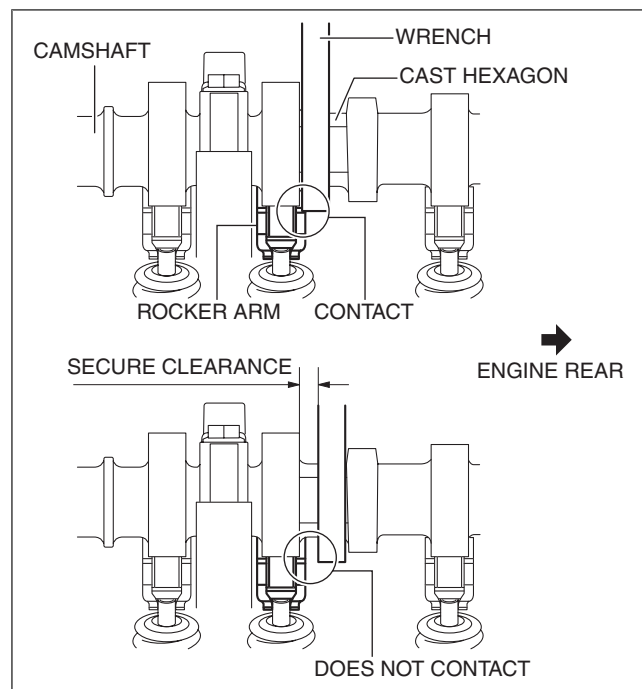 WRENCH
CAMSHAFT
CAST HEXAGON
ROCKER ARM
CONTACT
SECURE CLEARANCE
ENGINE REAR
DOES NOT CONTACT